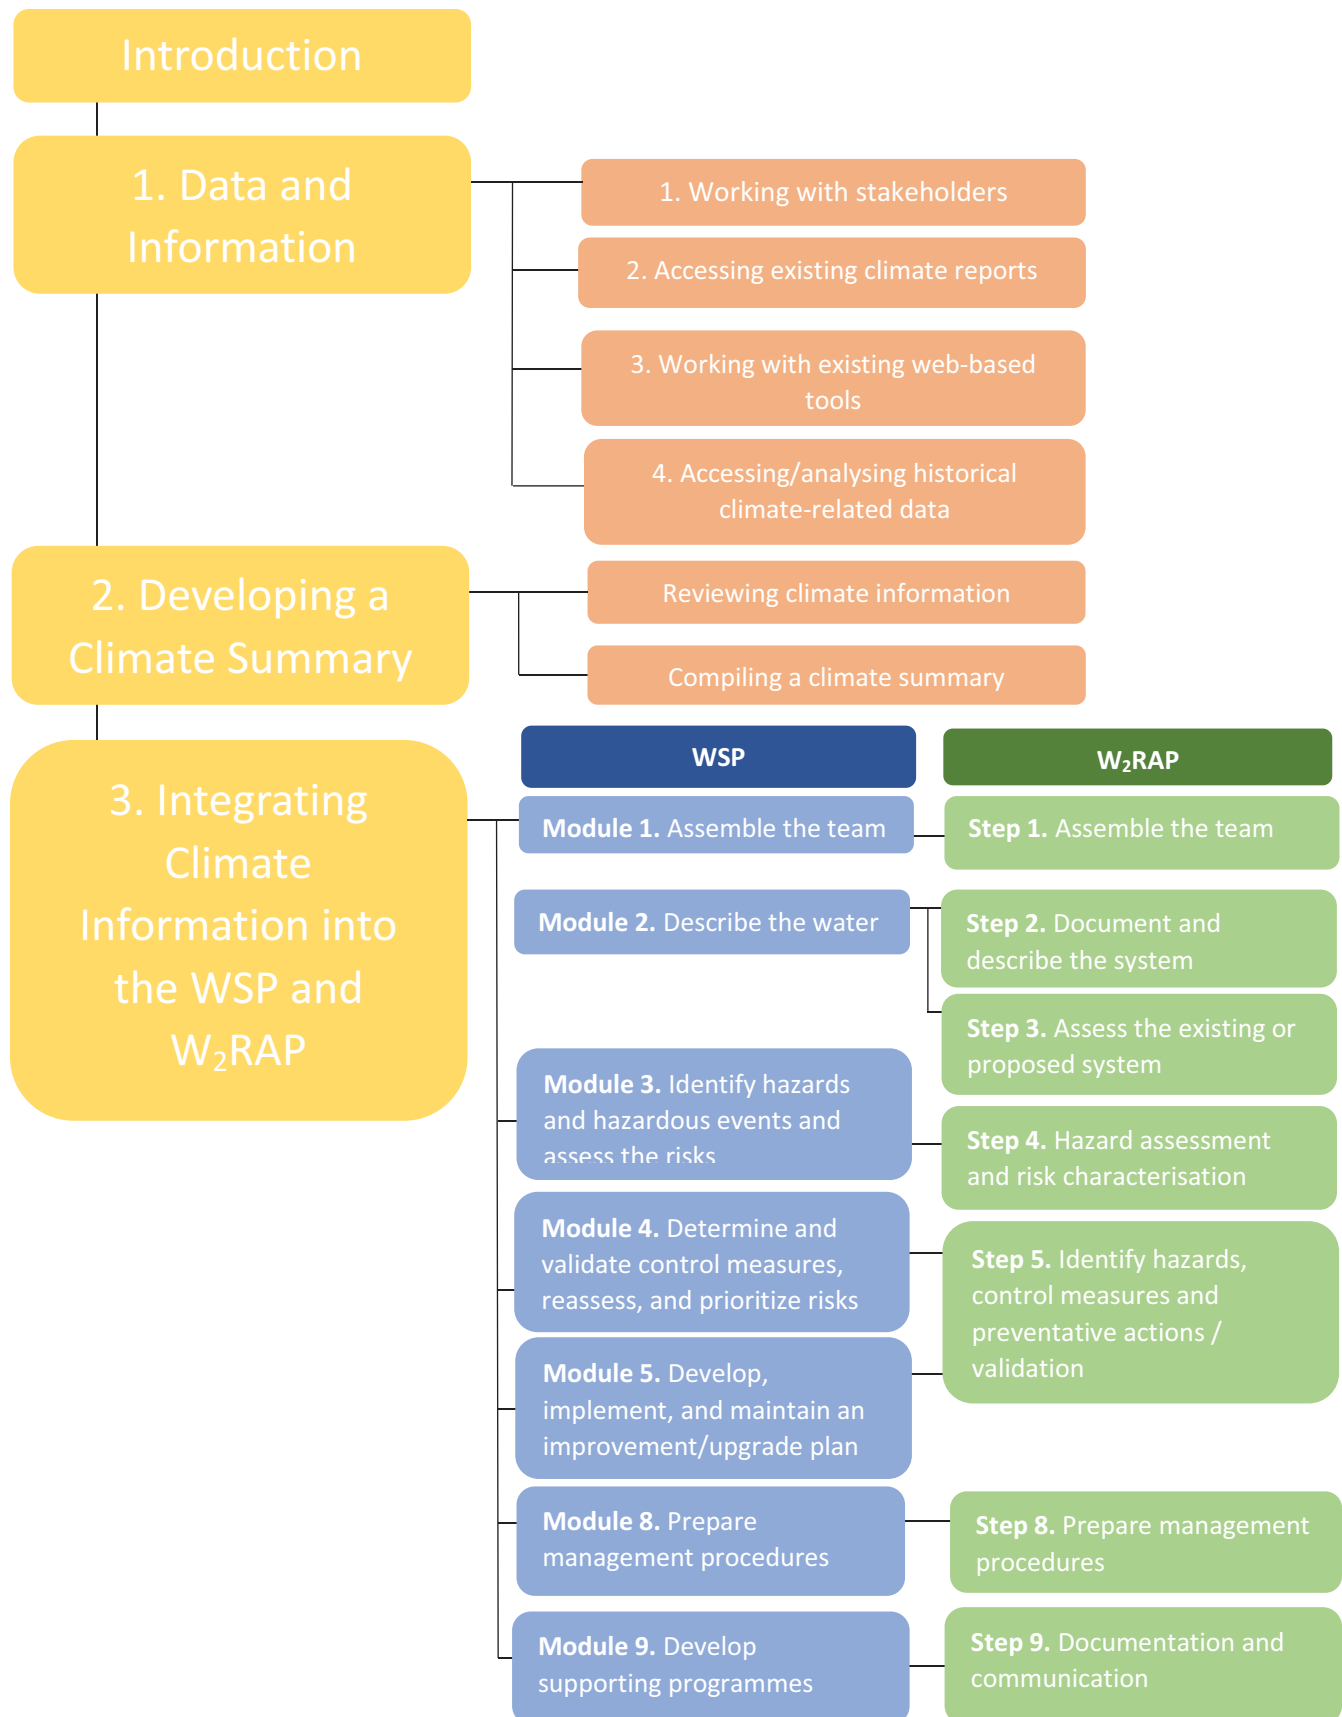 Introduction
1. Data and
Information
1. Working with stakeholders
2. Accessing existing climate reports
3. Working with existing web-based
tools
4. Accessing/analysing historical
climate-related data
2. Developing a
Climate Summary
Reviewing climate information
Compiling a climate summary
3. Integrating
Climate
Information into
the WSP and
W₂RAP
WSP
W₂RAP
Module 1. Assemble the team
Step 1. Assemble the team
Module 2. Describe the water
Step 2. Document and
describe the system
Step 3. Assess the existing or
proposed system
Module 3. Identify hazards
and hazardous events and
assess the risks
Step 4. Hazard assessment
and risk characterisation
Module 4. Determine and
validate control measures,
reassess, and prioritize risks
Step 5. Identify hazards,
control measures and
preventative actions /
validation
Module 5. Develop,
implement, and maintain an
improvement/upgrade plan
Module 8. Prepare
management procedures
Step 8. Prepare management
procedures
Module 9. Develop
supporting programmes
Step 9. Documentation and
communication